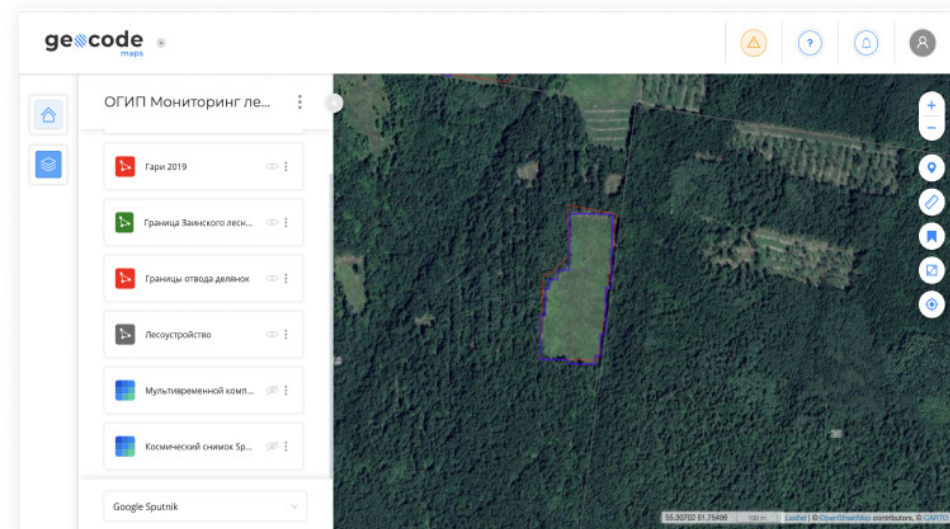 geocode
maps
?
ОГИП Мониторинг ле...
Гари 2019
Граница Заинского лесн...
Границы отвода делянок
Лесоустройство
Мультивременной комп...
Космический снимок Sp...
Google Sputnik
+
−
55.30702 51.75498 100 m Leaflet | © OpenStreetMap contributors, © CARTO